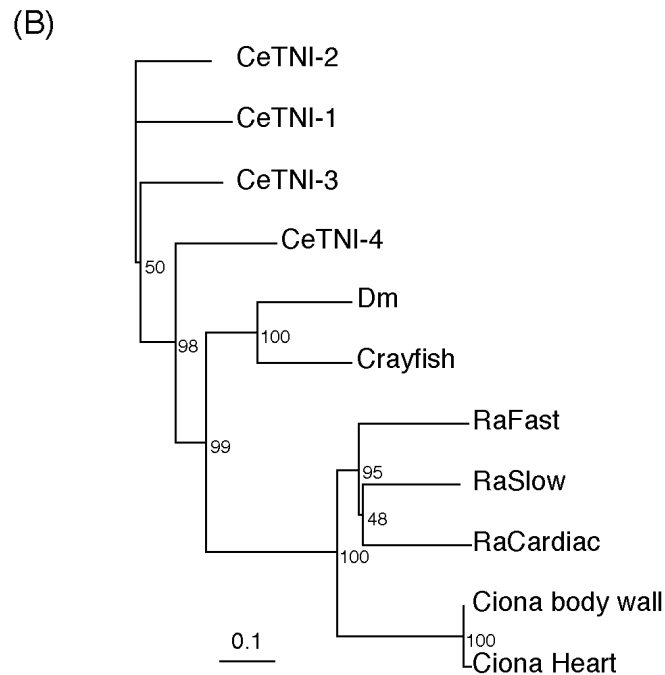 (B)
CeTNI-2
CeTNI-1
CeTNI-3
50
CeTNI-4
98
Dm
100
Crayfish
99
RaFast
95
RaSlow
48
RaCardiac
100
Ciona body wall
100
Ciona Heart
0.1